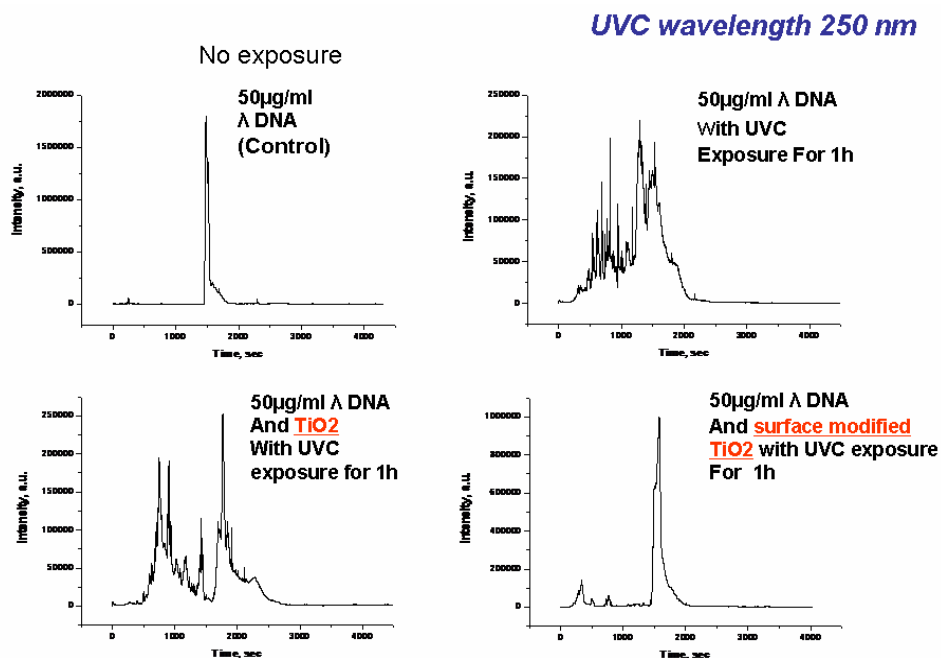 UVC wavelength 250 nm
No exposure
50µg/ml
λ DNA
(Control)
2000000
1500000
1000000
500000
0
Intensity, a.u.
0 1000 2000 3000 4000
Time, sec
50µg/ml λ DNA
With UVC
Exposure For 1h
250000
200000
150000
100000
50000
0
Intensity, a.u.
0 1000 2000 3000 4000
Time, sec
50µg/ml λ DNA
And TiO2
With UVC
exposure for 1h
250000
200000
150000
100000
50000
0
Intensity, a.u.
0 1000 2000 3000 4000
Time, sec
50µg/ml λ DNA
And surface modified
TiO2 with UVC exposure
For 1h
1000000
800000
600000
400000
200000
0
Intensity, a.u.
0 1000 2000 3000 4000
Time, sec